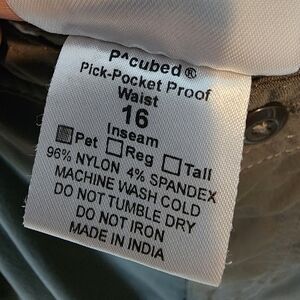 P^cubed®
Pick-Pocket Proof
Waist
16
Inseam
Pet Reg Tall
96% NYLON 4% SPANDEX
MACHINE WASH COLD
DO NOT TUMBLE DRY
DO NOT IRON
MADE IN INDIA